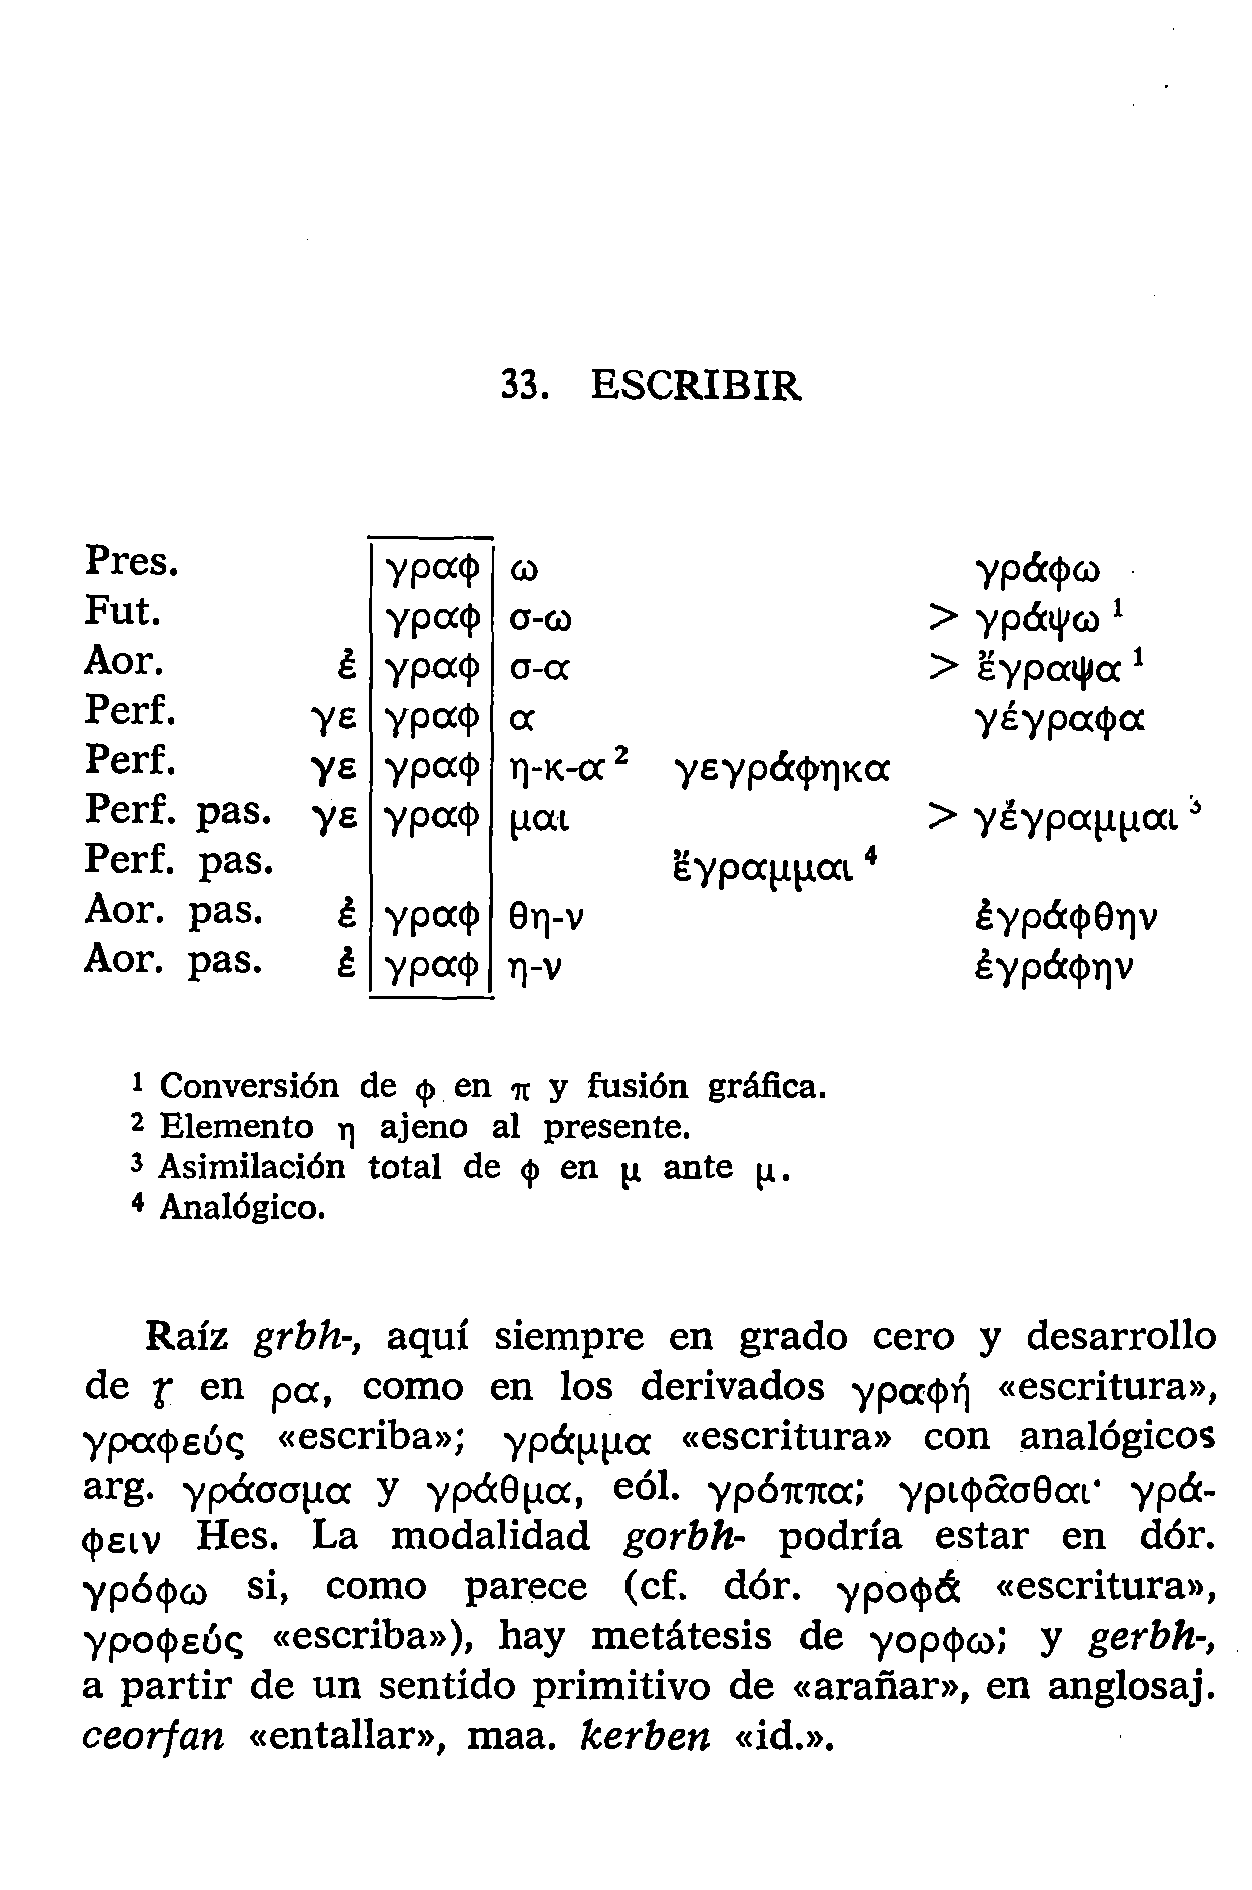 33. ESCRIBIR
Pres. γραφ ω γράφω
Fut. γραφ σ-ω > γράψω ¹
Aor. ἐ γραφ σ-α > ἔγραψα ¹
Perf. γε γραφ α γέγραφα
Perf. γε γραφ η-κ-α ² γεγράφηκα
Perf. pas. γε γραφ μαι > γέγραμμαι ³
Perf. pas. ἔγραμμαι ⁴
Aor. pas. ἐ γραφ θη-ν ἐγράφθην
Aor. pas. ἐ γραφ η-ν ἐγράφην
¹ Conversión de φ en π y fusión gráfica.
² Elemento η ajeno al presente.
³ Asimilación total de φ en μ ante μ.
⁴ Analógico.
Raíz grbh-, aquí siempre en grado cero y desarrollo
de r̥ en ρα, como en los derivados γραφή «escritura»,
γραφεύς «escriba»; γράμμα «escritura» con analógicos
arg. γράσσμα y γράθμα, eól. γρόππα; γριφᾶσθαι· γρά-
φειν Hes. La modalidad gorbh- podría estar en dór.
γρόφω si, como parece (cf. dór. γροφά «escritura»,
γροφεύς «escriba»), hay metátesis de γορφω; y gerbh-,
a partir de un sentido primitivo de «arañar», en anglosaj.
ceorfan «entallar», maa. kerben «id.».